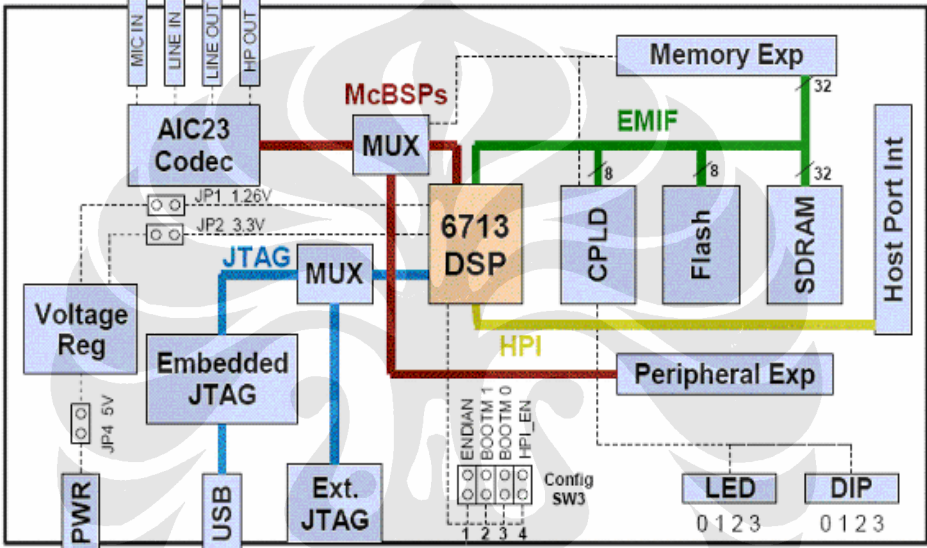 MIC IN
LINE IN
LINE OUT
HP OUT
Memory Exp
32
McBSPs
AIC23
Codec
MUX
EMIF
8
8
32
Host Port Int
JP1 1.26V
JP2 3.3V
6713
DSP
CPLD
Flash
SDRAM
JTAG
MUX
Voltage
Reg
HPI
Embedded
JTAG
Peripheral Exp
JP4 5V
ENDIAN
BOOTM 1
BOOTM 0
HPI_EN
Config
SW3
PWR
USB
Ext.
JTAG
LED
DIP
1 2 3 4
0 1 2 3
0 1 2 3